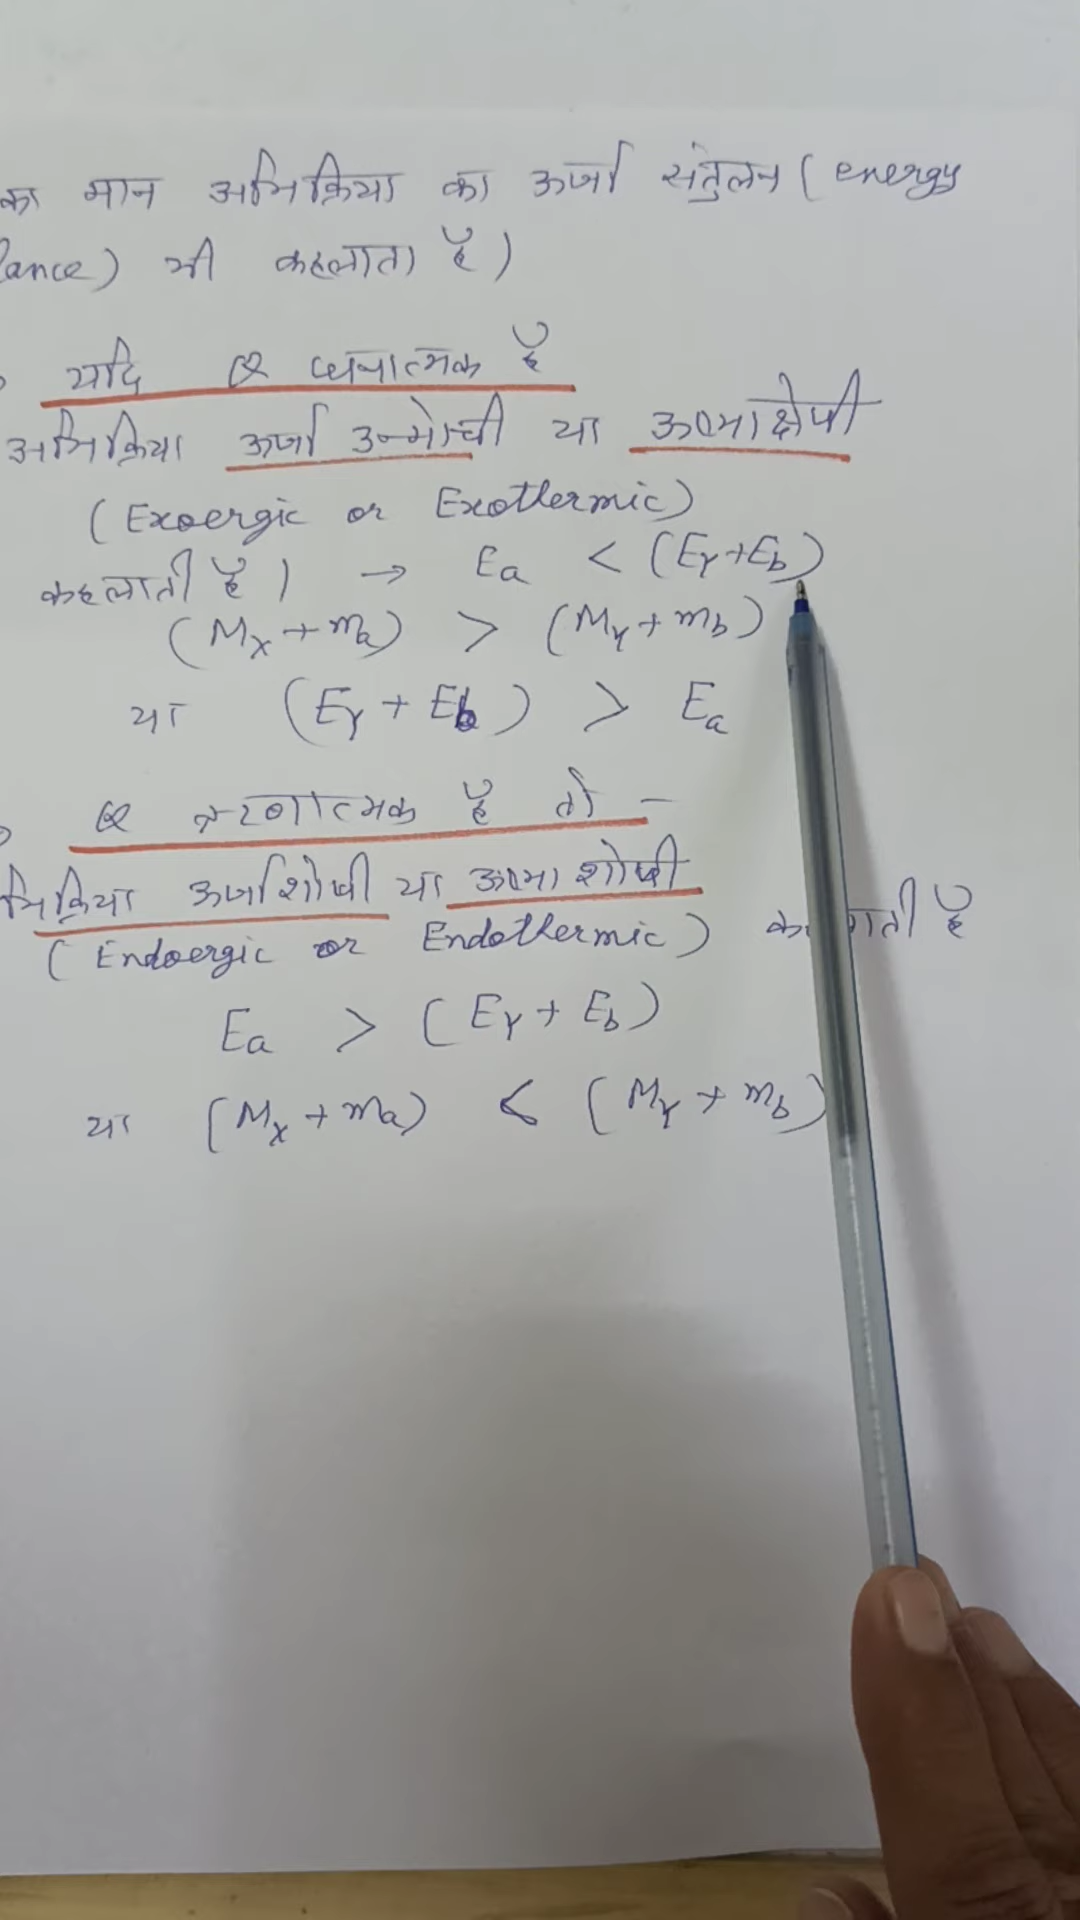 का मान अभिक्रिया का ऊर्जा संतुलन ( energy
lance) भी कहलाता है )
यदि Q धनात्मक है
अभिक्रिया ऊर्जा उन्मोची या ऊष्माक्षेपी
( Exoergic or Exothermic )
कहलाती है। → Ea < (EY+Eb)
(MX + ma) > (MY + mb)
या (EY + Eb) > Ea
Q ऋणात्मक है तो -
भिक्रिया ऊर्जाशोषी या ऊष्मा शोषी
( Endoergic or Endothermic ) है
Ea > ( EY + Eb )
या (MX + ma) < ( MY + mb )